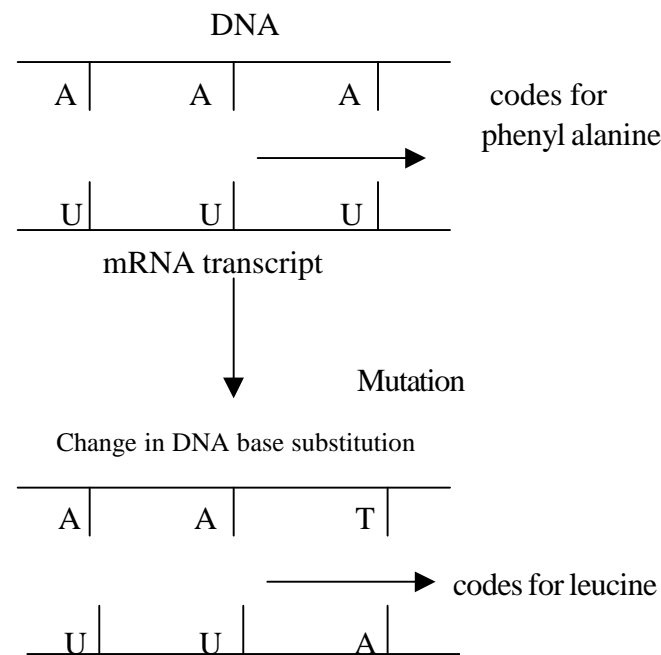 DNA
A A A
codes for
phenyl alanine
U U U
mRNA transcript
Mutation
Change in DNA base substitution
A A T
codes for leucine
U U A